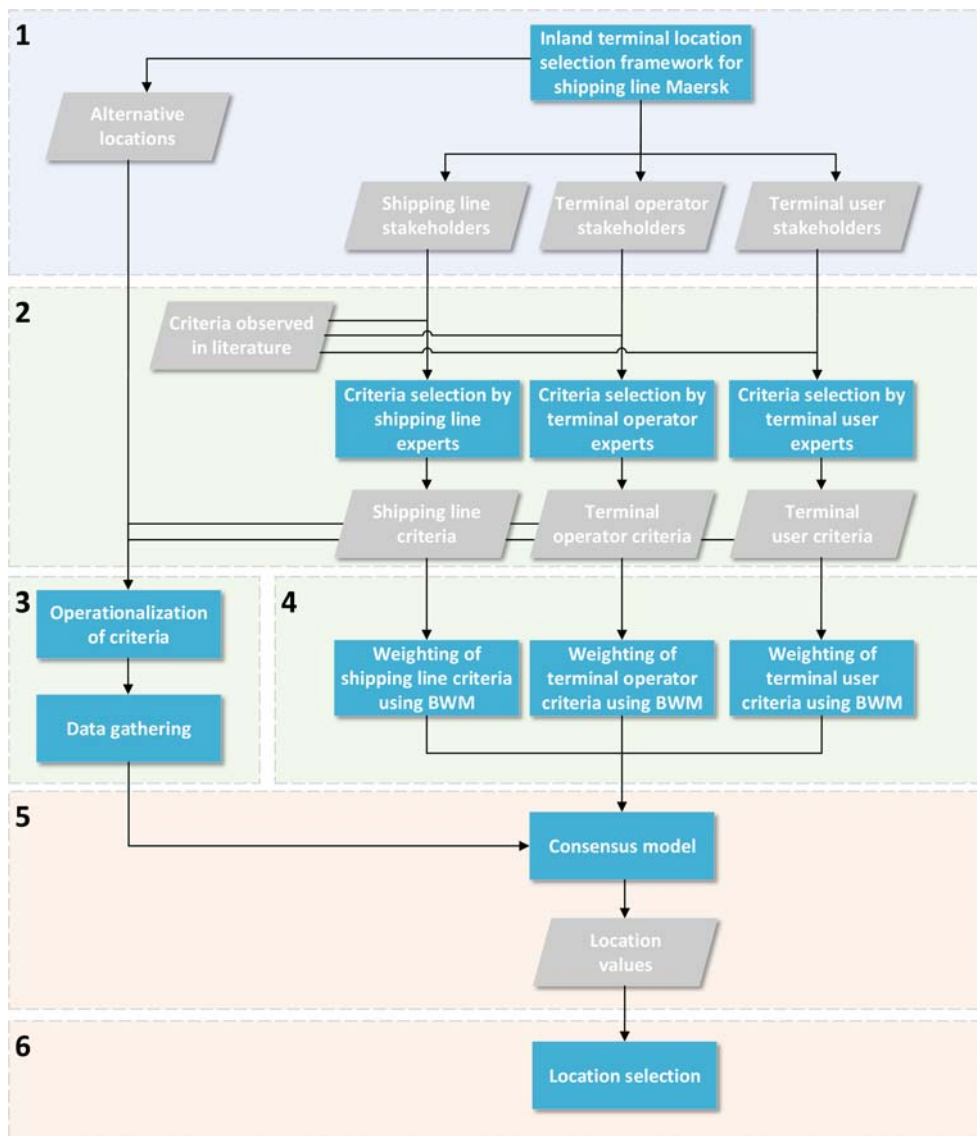 1
Inland terminal location
selection framework for
shipping line Maersk
Alternative
locations
Shipping line
stakeholders
Terminal operator
stakeholders
Terminal user
stakeholders
2
Criteria observed
in literature
Criteria selection by
shipping line
experts
Criteria selection by
terminal operator
experts
Criteria selection by
terminal user
experts
Shipping line
criteria
Terminal
operator criteria
Terminal
user criteria
3
Operationalization
of criteria
Data gathering
4
Weighting of
shipping line criteria
using BWM
Weighting of
terminal operator
criteria using BWM
Weighting of
terminal user
criteria using BWM
5
Consensus model
Location
values
6
Location selection